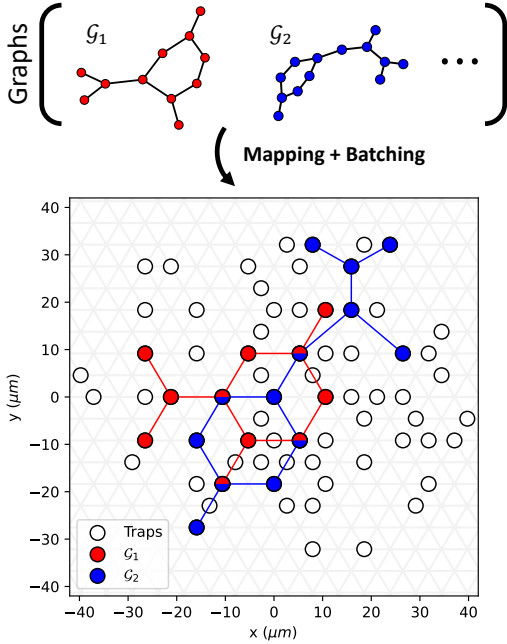 Graphs
𝒢₁
𝒢₂
...
Mapping + Batching
40
30
20
10
0
−10
−20
−30
−40
y (μm)
Traps
𝒢₁
𝒢₂
−40 −30 −20 −10 0 10 20 30 40
x (μm)